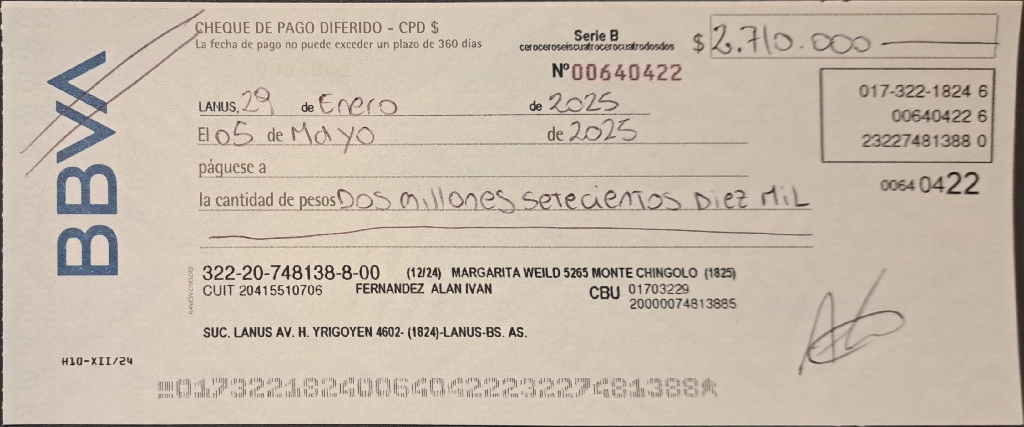 CHEQUE DE PAGO DIFERIDO - CPD $
La fecha de pago no puede exceder un plazo de 360 días
Serie B
ceroceroseiscuatrocerocuatrodosdos
$ 2.710.000
Nº00640422
017-322-1824 6
00640422 6
23227481388 0
LANUS, 29 de Enero de 2025
El 05 de Mayo de 2025
páguese a
0064 0422
la cantidad de pesos Dos millones setecientos Diez MiL
BBVA
322-20-748138-8-00 (12/24) MARGARITA WEILD 5265 MONTE CHINGOLO (1825)
CUIT 20415510706 FERNANDEZ ALAN IVAN CBU 01703229
20000074813885
SUC. LANUS AV. H. YRIGOYEN 4602- (1824)-LANUS-BS. AS.
H10-XII/24